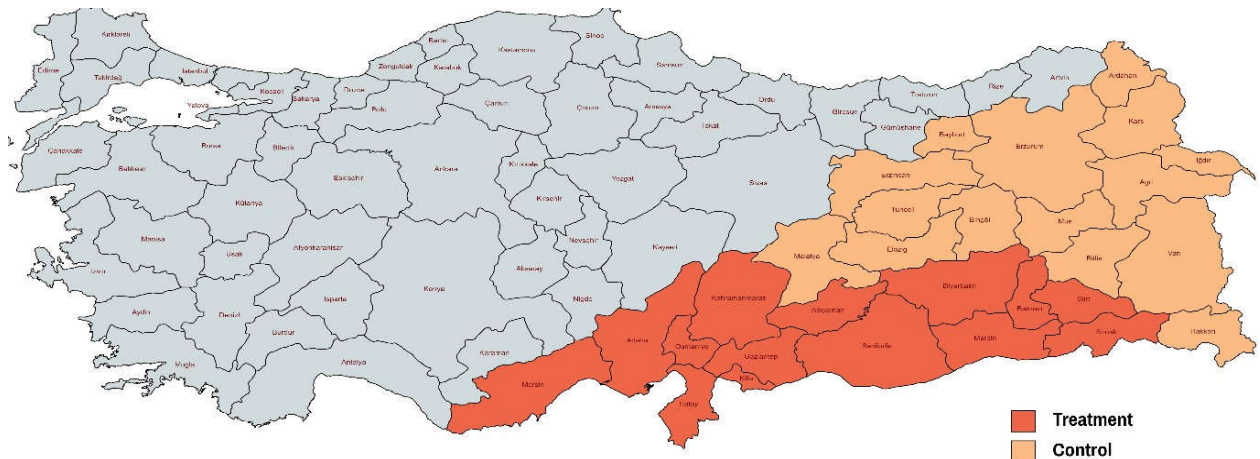 Kırklareli
Edirne
Tekirdağ
İstanbul
Kocaeli
Yalova
Sakarya
Düzce
Zonguldak
Bartın
Karabük
Kastamonu
Sinop
Samsun
Bolu
Çankırı
Çorum
Amasya
Tokat
Ordu
Giresun
Trabzon
Gümüşhane
Rize
Artvin
Ardahan
Kars
Bayburt
Erzurum
Iğdır
Ağrı
Çanakkale
Balıkesir
Bursa
Bilecik
Eskişehir
Ankara
Kırıkkale
Yozgat
Sivas
Erzincan
Tunceli
Bingöl
Muş
Kütahya
Kırşehir
Manisa
Uşak
Afyonkarahisar
Nevşehir
Kayseri
Malatya
Elazığ
Bitlis
Van
İzmir
Aksaray
Konya
Niğde
Aydın
Denizli
Isparta
Burdur
Kahramanmaraş
Adıyaman
Diyarbakır
Batman
Siirt
Muğla
Antalya
Karaman
Mersin
Adana
Osmaniye
Gaziantep
Şanlıurfa
Mardin
Şırnak
Hakkari
Kilis
Hatay
Treatment
Control